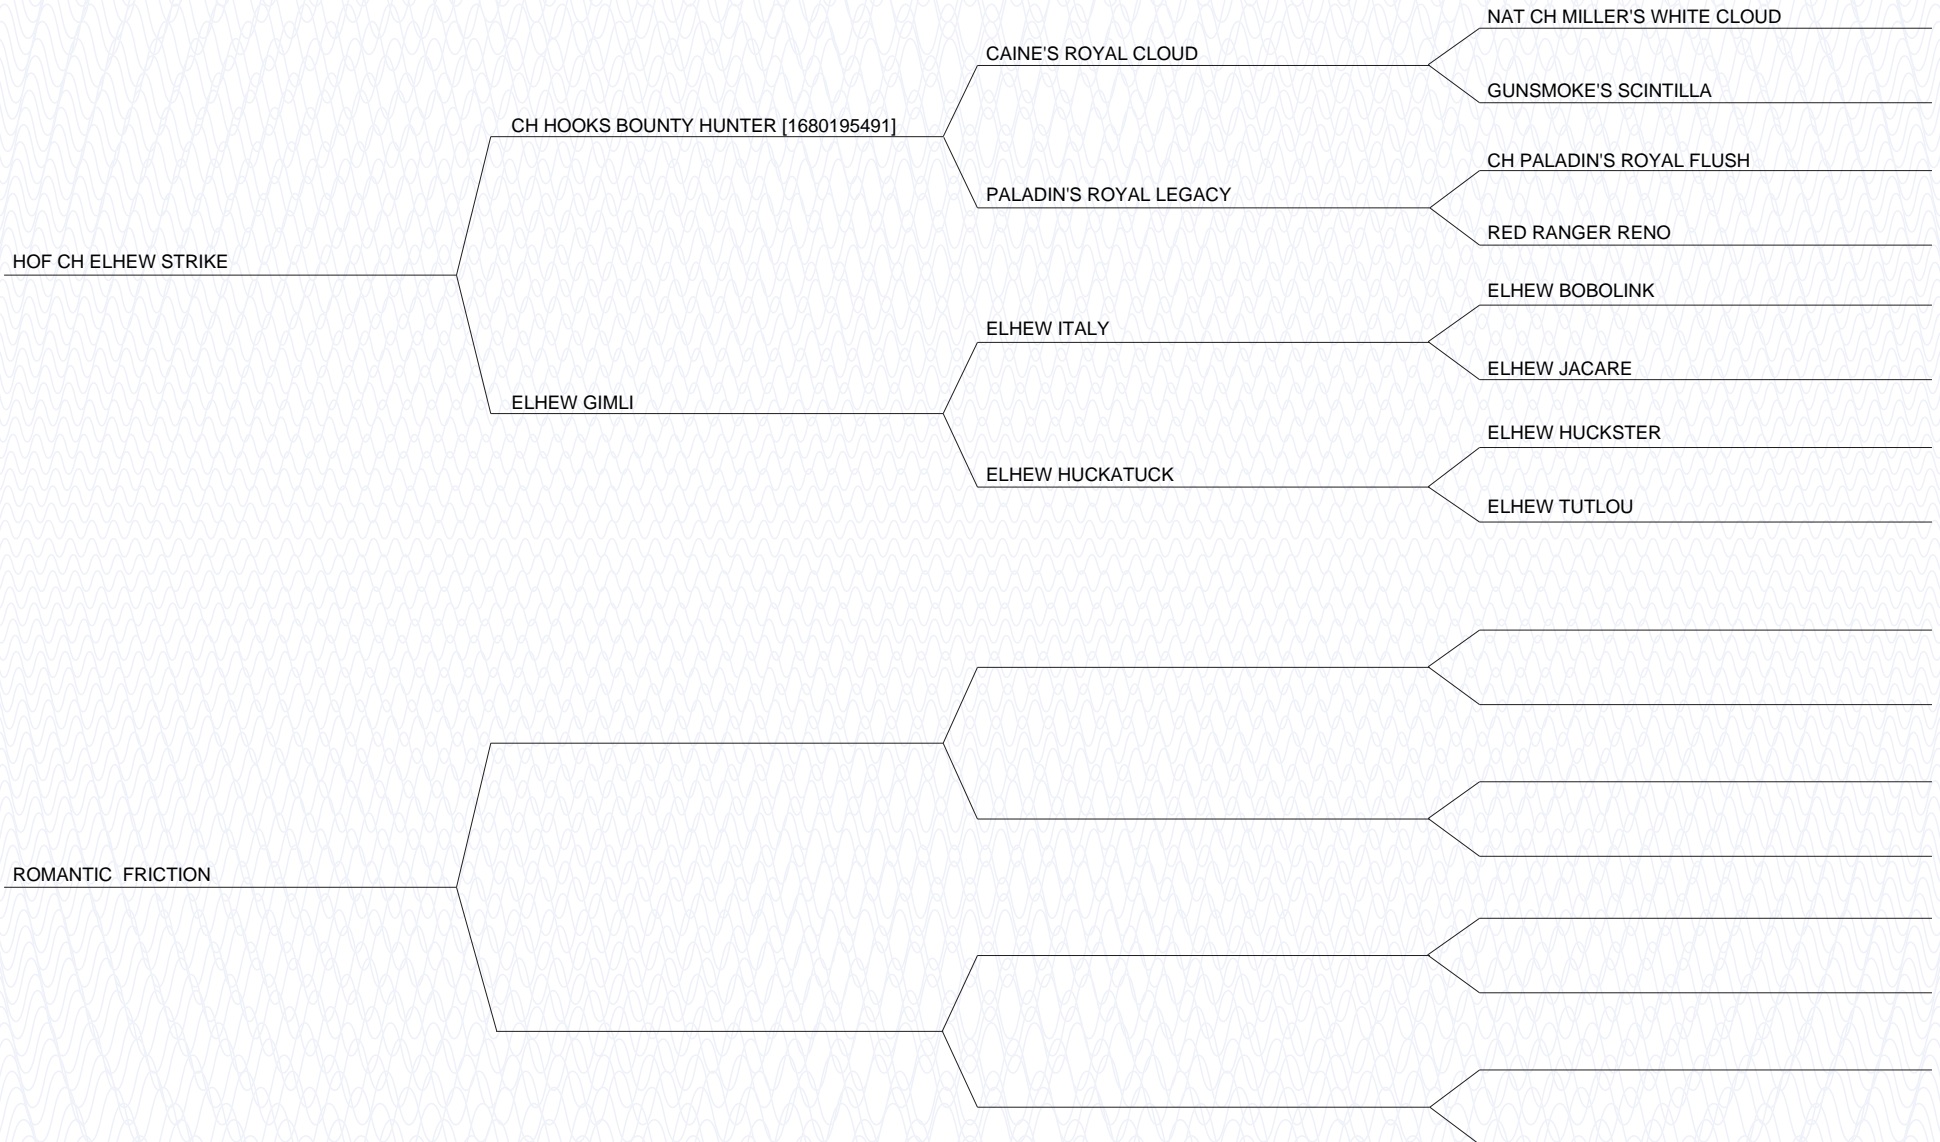 NAT CH MILLER'S WHITE CLOUD
CAINE'S ROYAL CLOUD
GUNSMOKE'S SCINTILLA
CH HOOKS BOUNTY HUNTER [1680195491]
CH PALADIN'S ROYAL FLUSH
PALADIN'S ROYAL LEGACY
RED RANGER RENO
HOF CH ELHEW STRIKE
ELHEW BOBOLINK
ELHEW ITALY
ELHEW JACARE
ELHEW GIMLI
ELHEW HUCKSTER
ELHEW HUCKATUCK
ELHEW TUTLOU
ROMANTIC  FRICTION